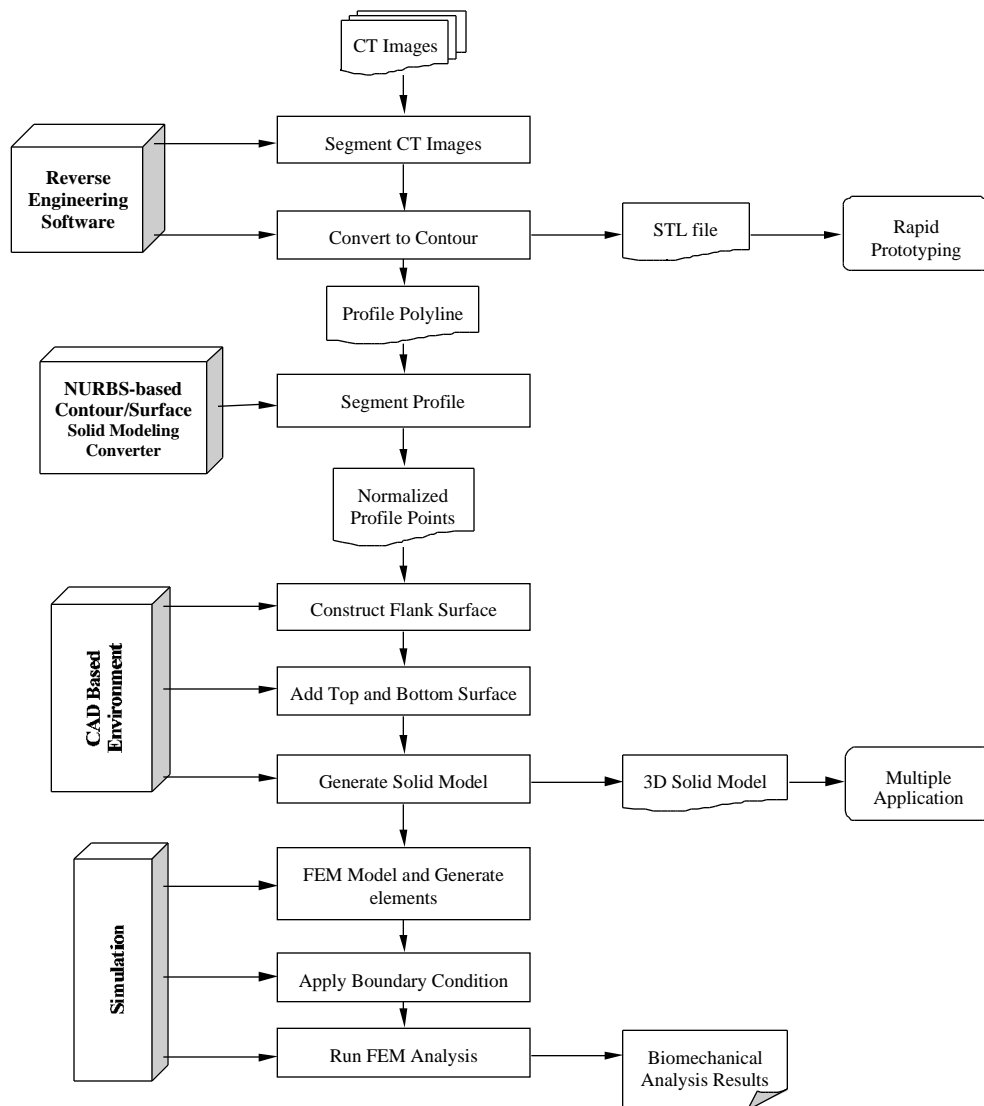 CT Images
Segment CT Images
Reverse
Engineering
Software
Convert to Contour
STL file
Rapid
Prototyping
Profile Polyline
NURBS-based
Contour/Surface
Solid Modeling
Converter
Segment Profile
Normalized
Profile Points
CAD Based
Environment
Construct Flank Surface
Add Top and Bottom Surface
Generate Solid Model
3D Solid Model
Multiple
Application
Simulation
FEM Model and Generate
elements
Apply Boundary Condition
Run FEM Analysis
Biomechanical
Analysis Results